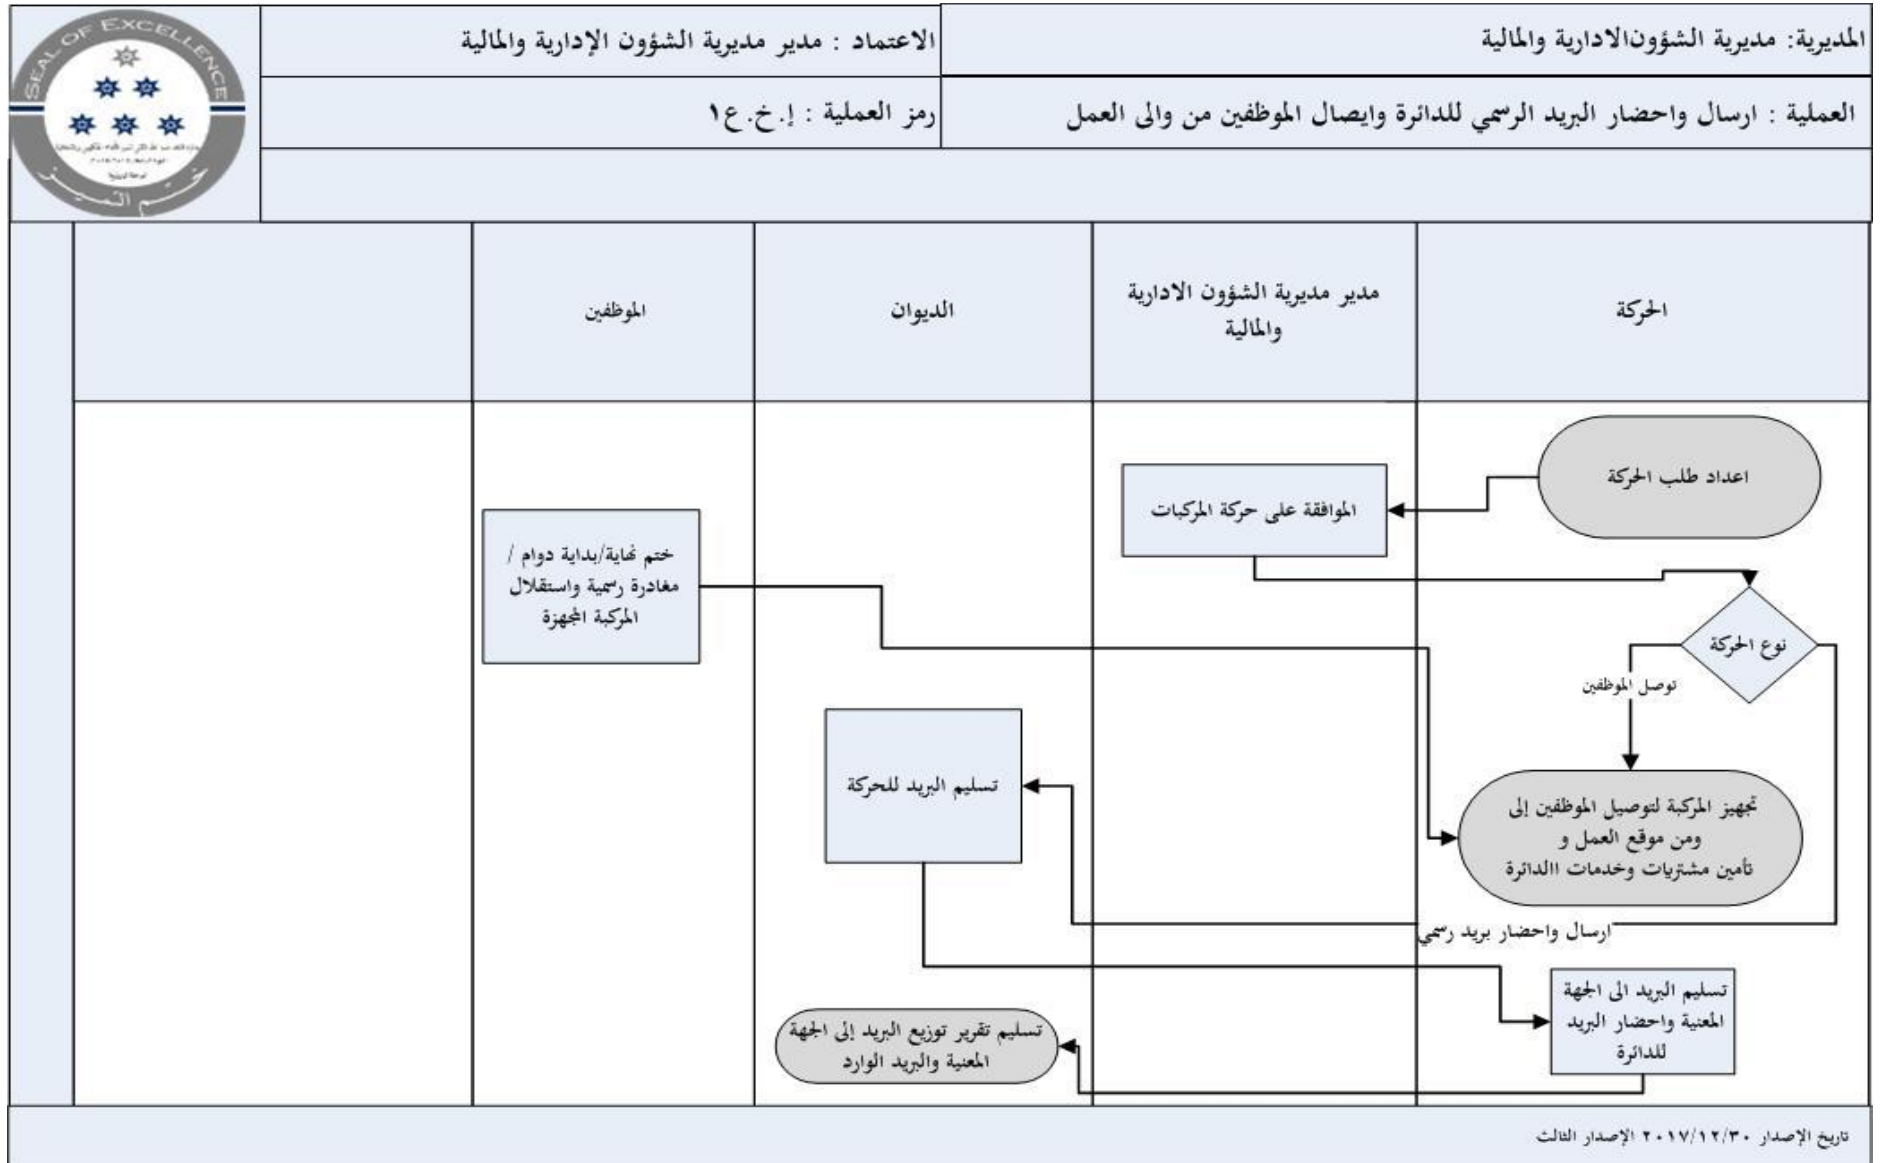 المديرية: مديرية الشؤونالادارية والمالية
الاعتماد : مدير مديرية الشؤون الإدارية والمالية
العملية : ارسال واحضار البريد الرسمي للدائرة وايصال الموظفين من والى العمل
رمز العملية : إ. خ. ع١
SEAL OF EXCELLENCE
ختم التميز
الحركة
مدير مديرية الشؤون الادارية
والمالية
الديوان
الموظفين
اعداد طلب الحركة
الموافقة على حركة المركبات
ختم نهاية/بداية دوام /
مغادرة رسمية واستقلال
المركبة المجهزة
نوع الحركة
توصل الموظفين
تسليم البريد للحركة
تجهيز المركبة لتوصيل الموظفين إلى
ومن موقع العمل و
تأمين مشتريات وخدمات االدائرة
ارسال واحضار بريد رسمي
تسليم البريد الى الجهة
المعنية واحضار البريد
للدائرة
تسليم تقرير توزيع البريد إلى الجهة
المعنية والبريد الوارد
تاريخ الإصدار ٢٠١٧/١٢/٣٠ الإصدار الثالث